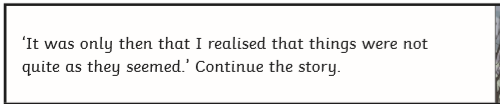 ‘It was only then that I realised that things were not
quite as they seemed.’ Continue the story.